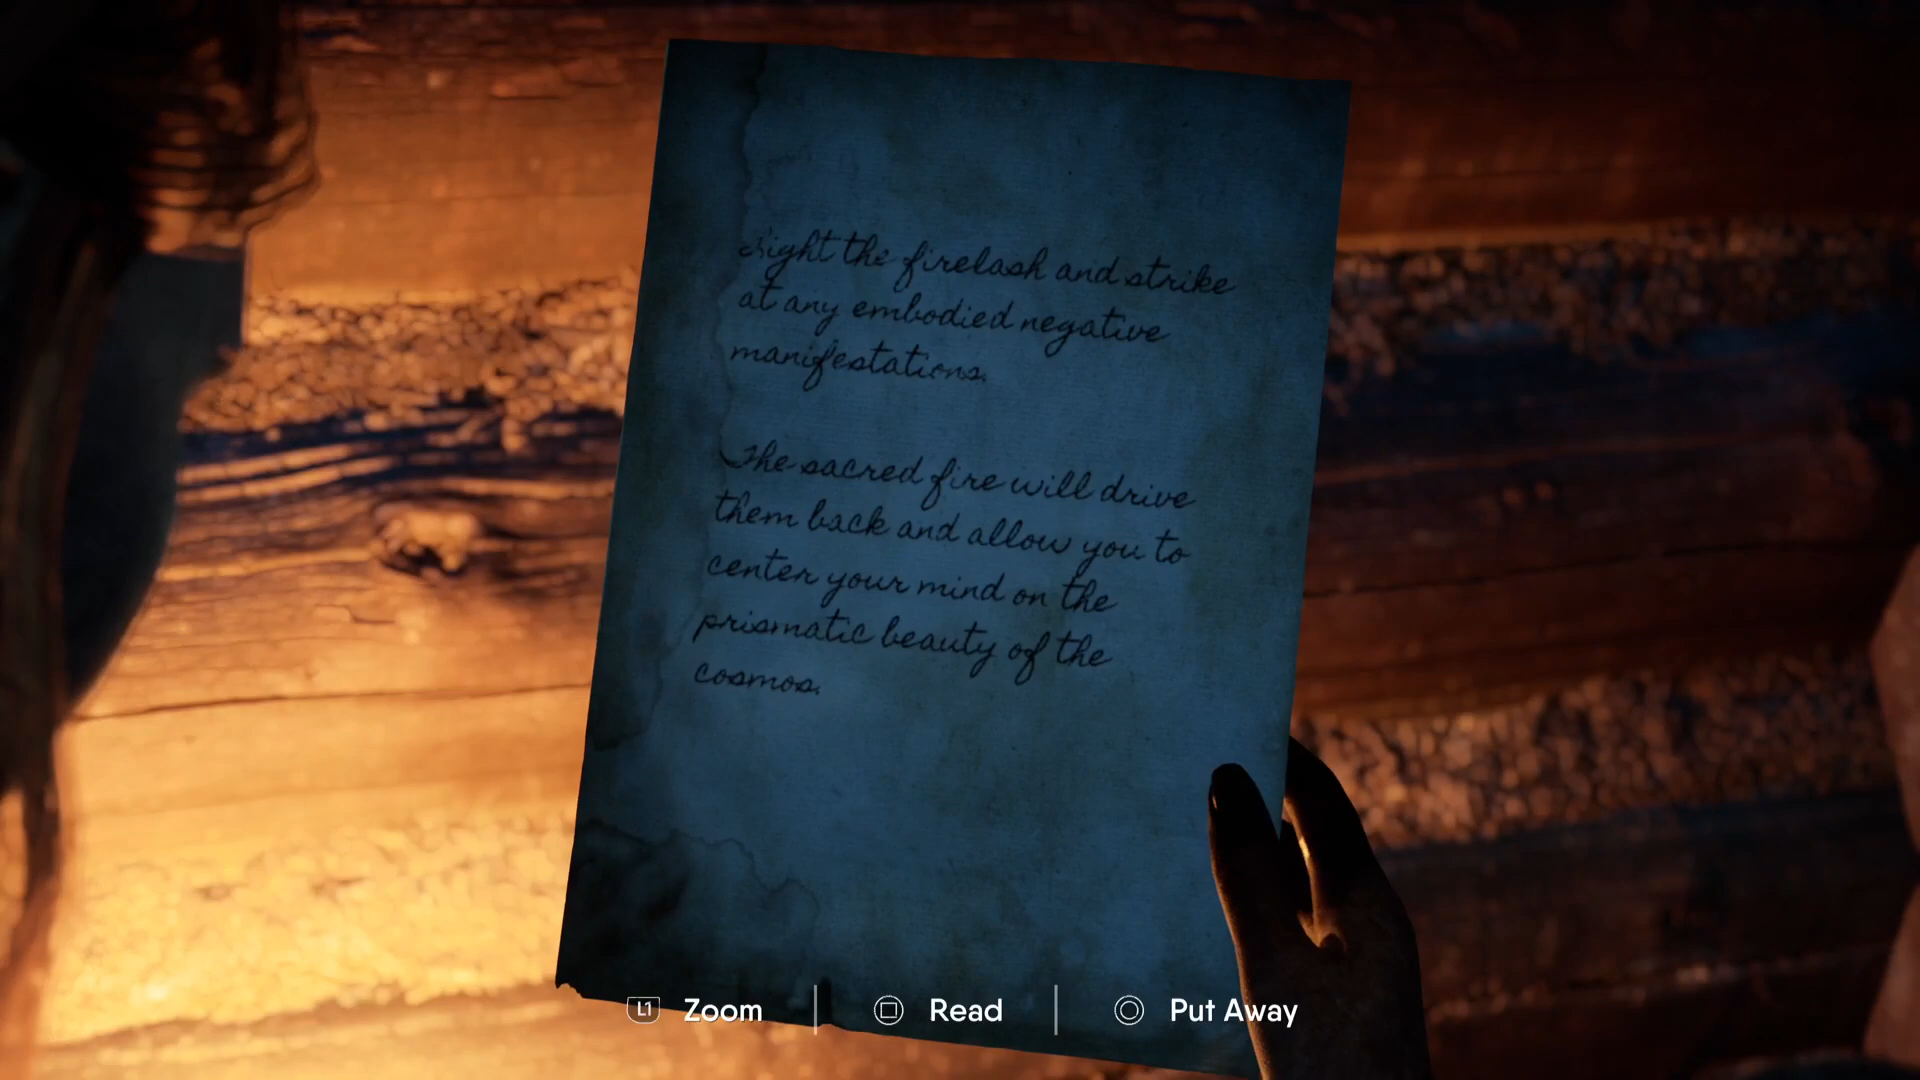 Light the firelash and strike
at any embodied negative
manifestations.
The sacred fire will drive
them back and allow you to
center your mind on the
prismatic beauty of the
cosmos.
L1 Zoom
Read
Put Away